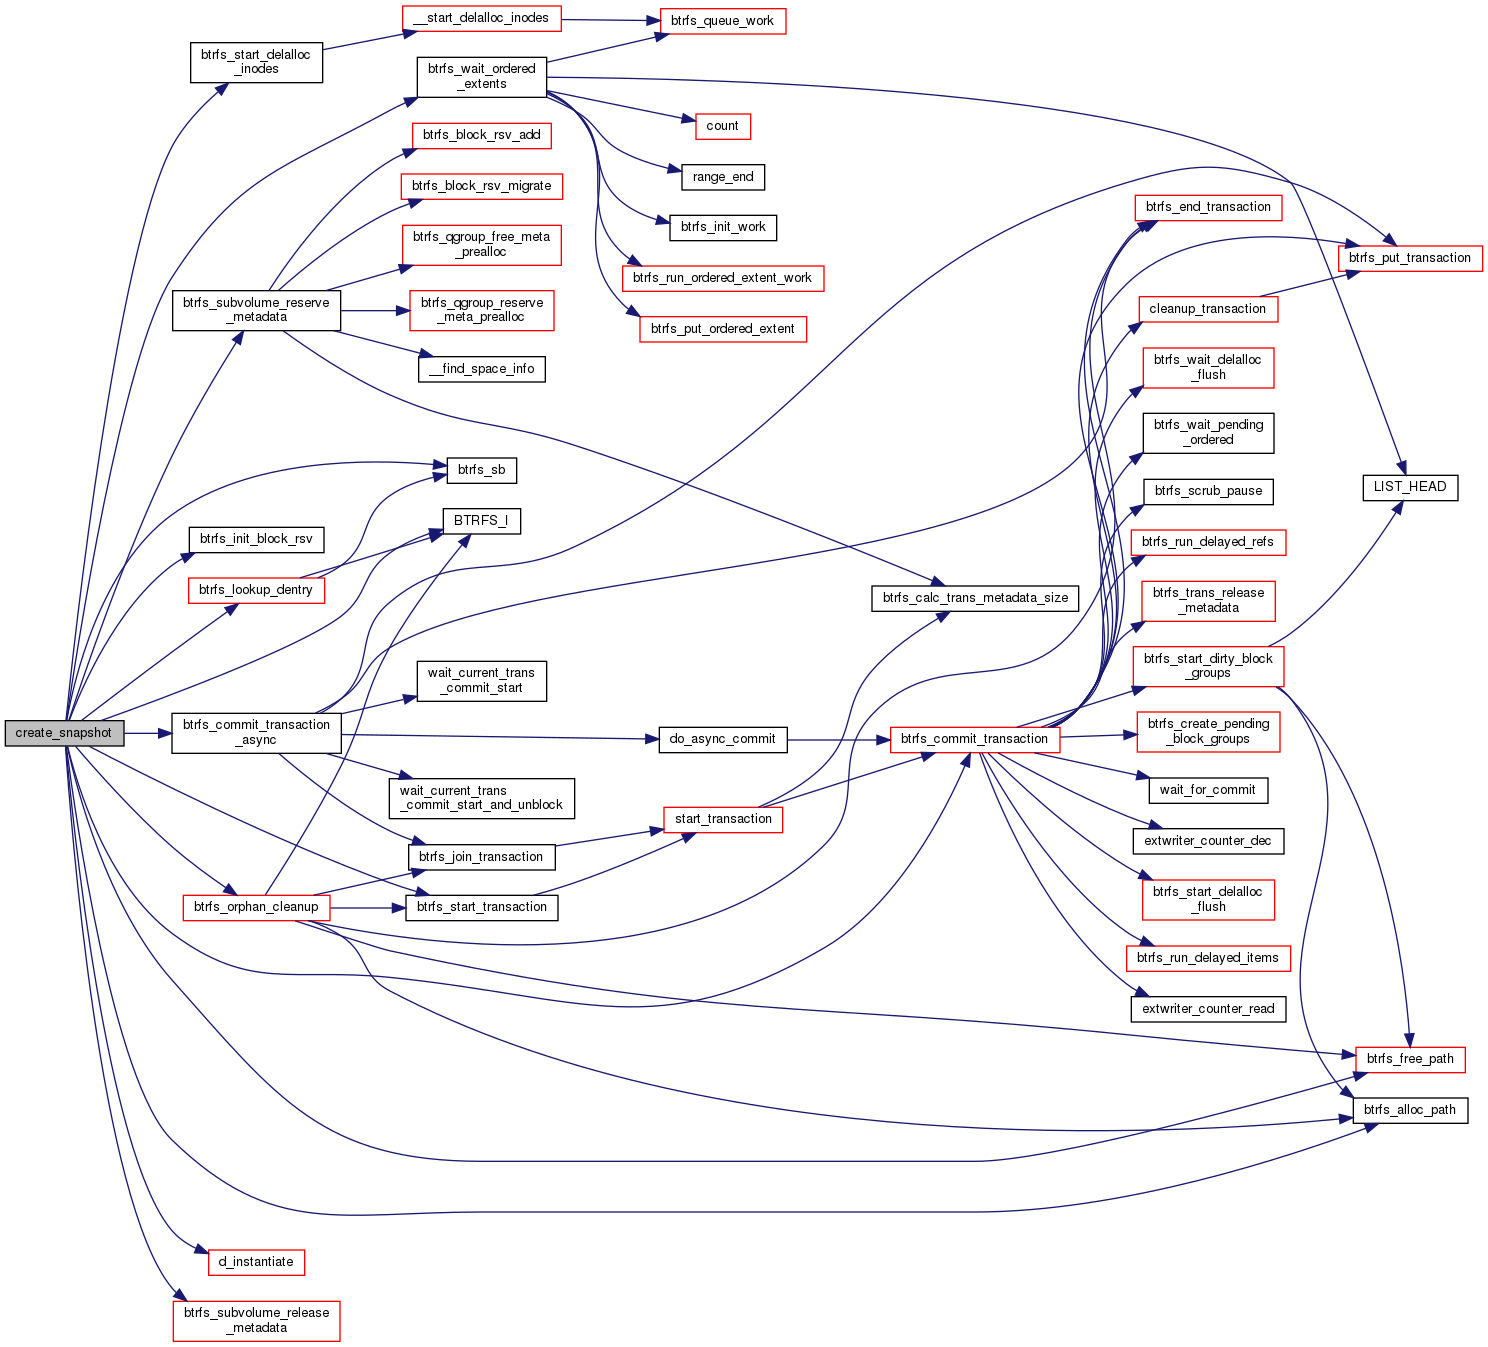 __start_delalloc_inodes
btrfs_queue_work
btrfs_start_delalloc
_inodes
btrfs_wait_ordered
_extents
count
btrfs_block_rsv_add
range_end
btrfs_block_rsv_migrate
btrfs_end_transaction
btrfs_init_work
btrfs_qgroup_free_meta
_prealloc
btrfs_put_transaction
btrfs_run_ordered_extent_work
btrfs_subvolume_reserve
_metadata
btrfs_qgroup_reserve
_meta_prealloc
cleanup_transaction
btrfs_put_ordered_extent
__find_space_info
btrfs_wait_delalloc
_flush
btrfs_wait_pending
_ordered
btrfs_sb
LIST_HEAD
btrfs_scrub_pause
BTRFS_I
btrfs_init_block_rsv
btrfs_run_delayed_refs
btrfs_lookup_dentry
btrfs_calc_trans_metadata_size
btrfs_trans_release
_metadata
wait_current_trans
_commit_start
btrfs_start_dirty_block
_groups
create_snapshot
btrfs_commit_transaction
_async
do_async_commit
btrfs_commit_transaction
btrfs_create_pending
_block_groups
wait_current_trans
_commit_start_and_unblock
wait_for_commit
start_transaction
extwriter_counter_dec
btrfs_join_transaction
btrfs_orphan_cleanup
btrfs_start_transaction
btrfs_start_delalloc
_flush
btrfs_run_delayed_items
extwriter_counter_read
btrfs_free_path
btrfs_alloc_path
d_instantiate
btrfs_subvolume_release
_metadata